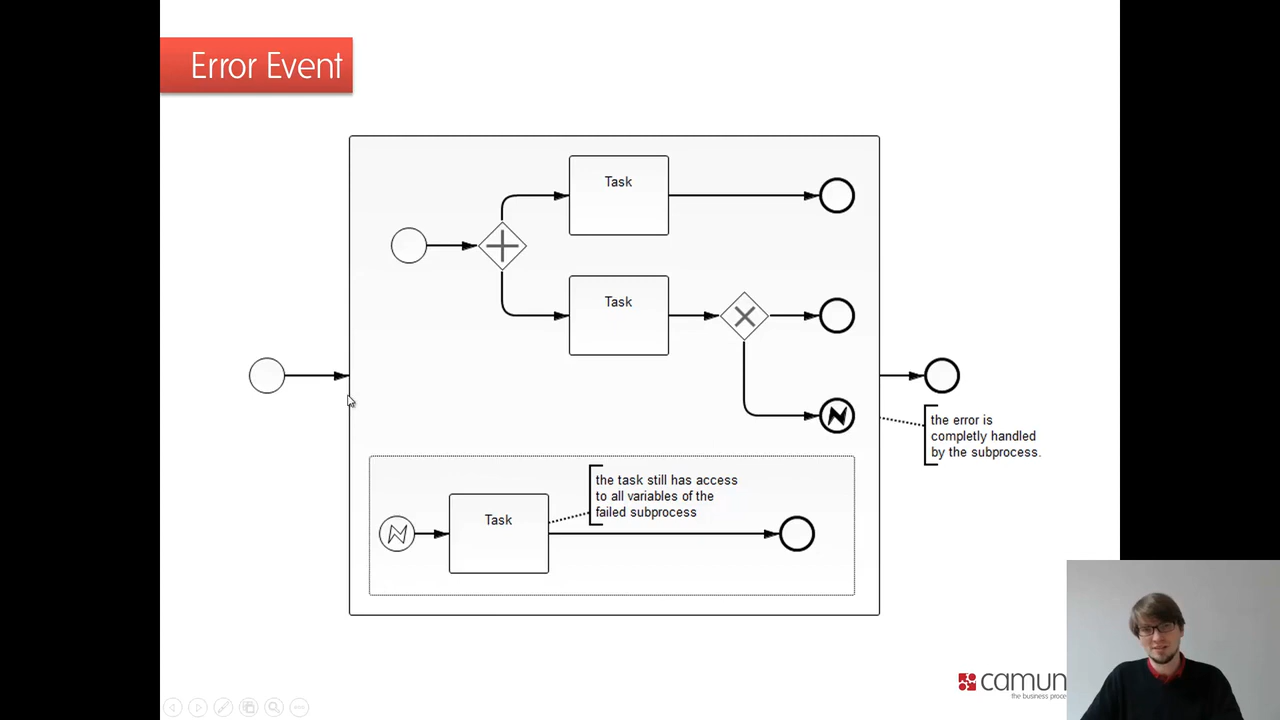 Error Event
Task
Task
the error is
completly handled
by the subprocess.
the task still has access
to all variables of the
failed subprocess
Task
camun
the business proce